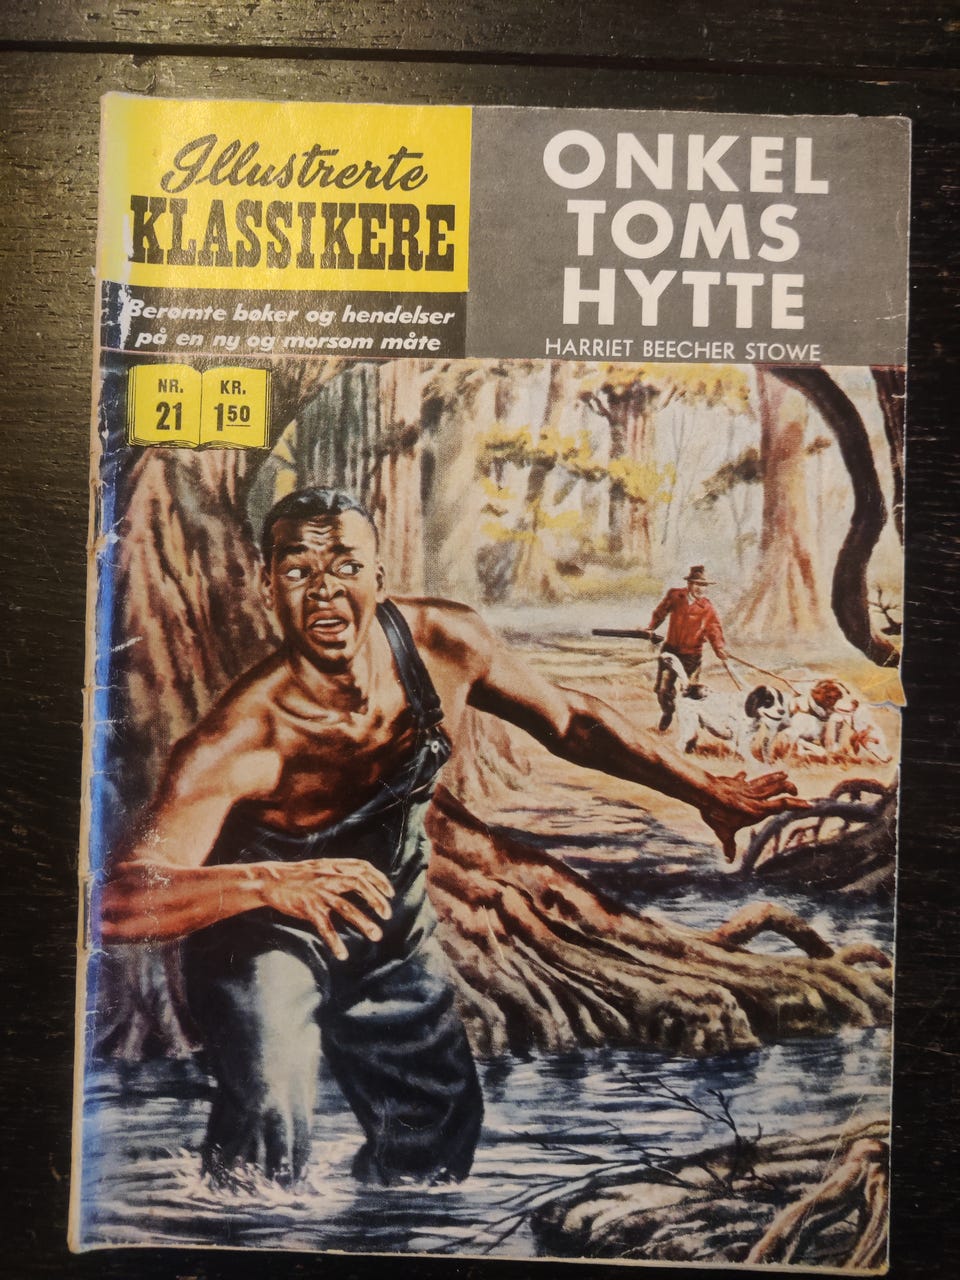 Illustrerte
KLASSIKERE
Berømte bøker og hendelser
på en ny og morsom måte
ONKEL
TOMS
HYTTE
HARRIET BEECHER STOWE
NR.
21
KR.
1 50